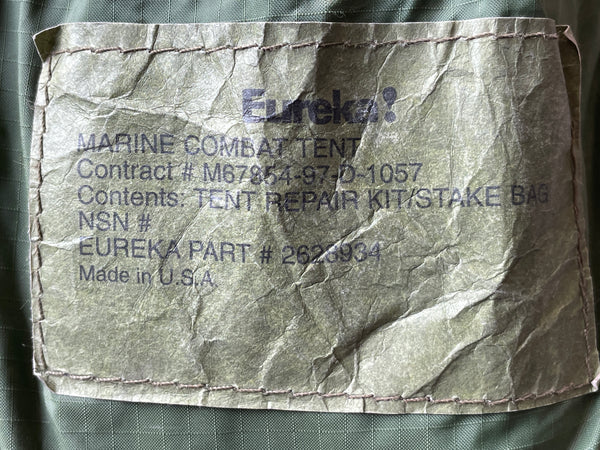 Eureka!
MARINE COMBAT TENT
Contract # M67854-97-D-1057
Contents: TENT REPAIR KIT/STAKE BAG
NSN #
EUREKA PART # 2628934
Made in U.S.A.